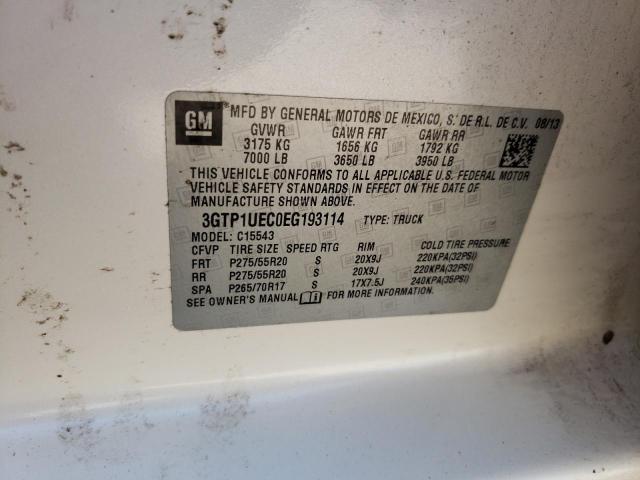 GM
MFD BY GENERAL MOTORS DE MEXICO, S. DE R.L. DE C.V. 08/13
GVWR GAWR FRT GAWR RR
3175 KG 1656 KG 1792 KG
7000 LB 3650 LB 3950 LB
THIS VEHICLE CONFORMS TO ALL APPLICABLE U.S. FEDERAL MOTOR
VEHICLE SAFETY STANDARDS IN EFFECT ON THE DATE OF
MANUFACTURE SHOWN ABOVE.
3GTP1UEC0EG193114 TYPE: TRUCK
MODEL: C15543
CFVP TIRE SIZE SPEED RTG RIM COLD TIRE PRESSURE
FRT P275/55R20 S 20X9J 220KPA(32PSI)
RR P275/55R20 S 20X9J 220KPA(32PSI)
SPA P265/70R17 S 17X7.5J 240KPA(35PSI)
SEE OWNER'S MANUAL FOR MORE INFORMATION.